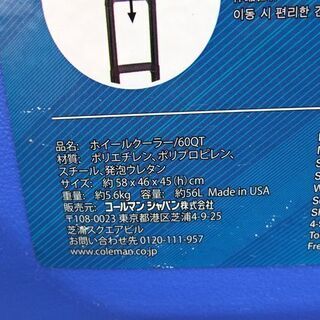 이동 시 편리한
品名: ホイールクーラー/60QT
材質: ポリエチレン、ポリプロピレン、
スチール、発泡ウレタン
サイズ: 約58×46×45(h)cm
重量: 約5.6kg 容量: 約56L Made in USA
販売元: コールマン ジャパン株式会社
〒108-0023 東京都港区芝浦4-9-25
芝浦スクエアビル
お問い合わせ先 0120-111-957
www.coleman.co.jp